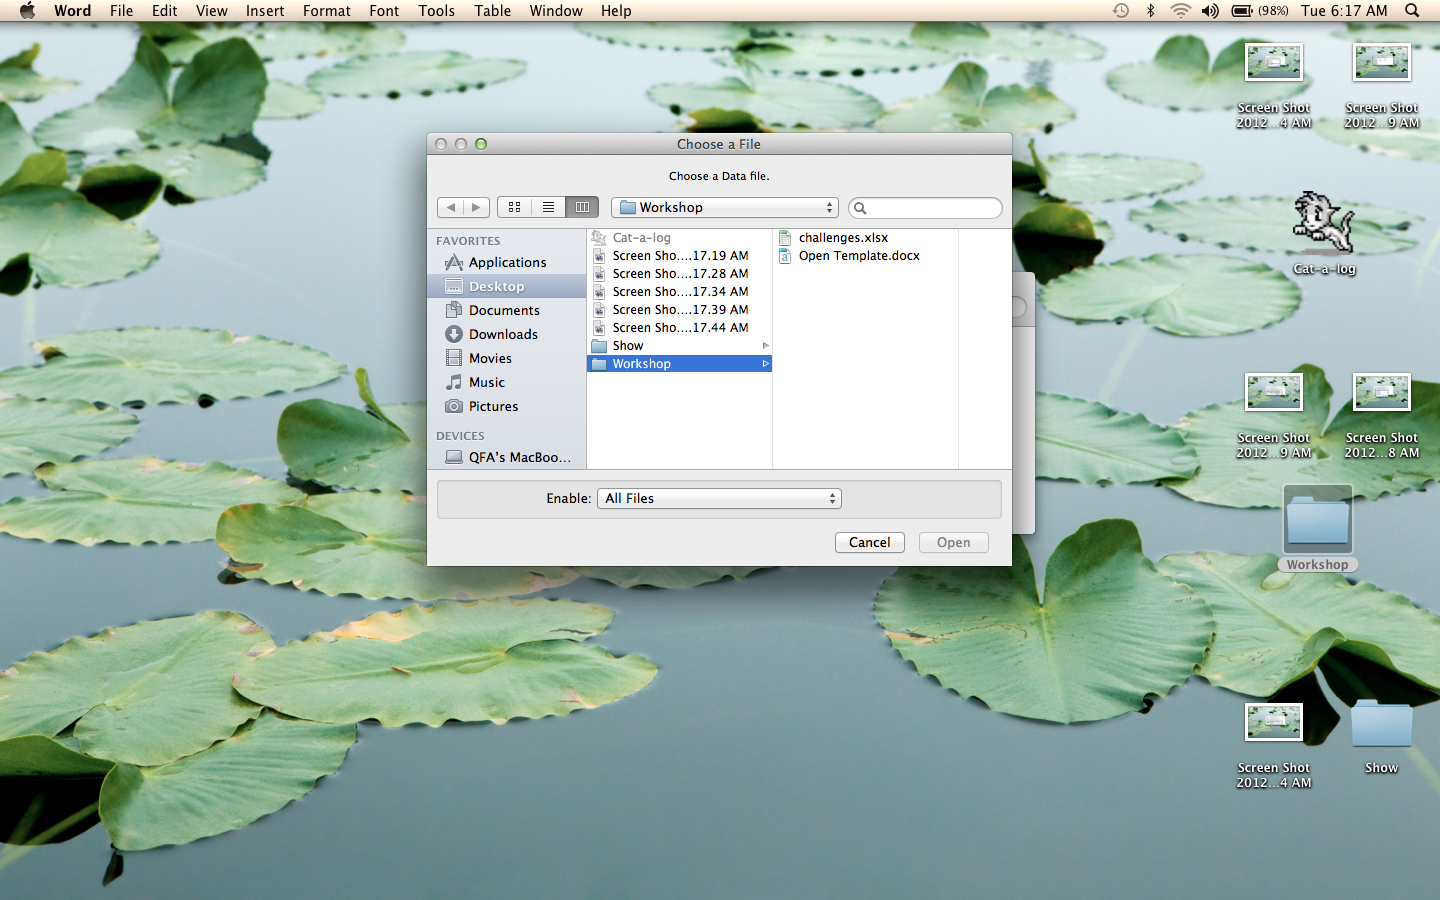 Word File Edit View Insert Format Font Tools Table Window Help (98%) Tue 6:17 AM
Screen Shot
2012...4 AM
Screen Shot
2012...9 AM
Cat-a-log
Screen Shot
2012...9 AM
Screen Shot
2012...8 AM
Workshop
Screen Shot
2012...4 AM
Show
Choose a File
Choose a Data file.
Workshop
FAVORITES
Applications
Desktop
Documents
Downloads
Movies
Music
Pictures
DEVICES
QFA's MacBoo...
Cat-a-log
Screen Sho....17.19 AM
Screen Sho....17.28 AM
Screen Sho....17.34 AM
Screen Sho....17.39 AM
Screen Sho....17.44 AM
Show
Workshop
challenges.xlsx
Open Template.docx
Enable: All Files
Cancel Open